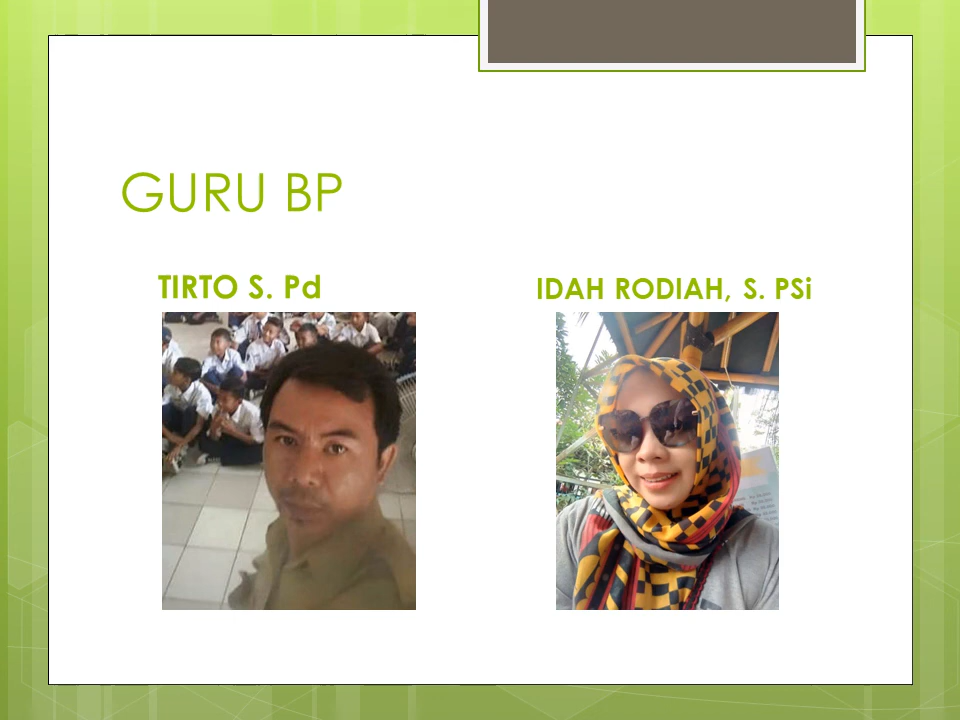 GURU BP
TIRTO S. Pd
IDAH RODIAH, S. PSi